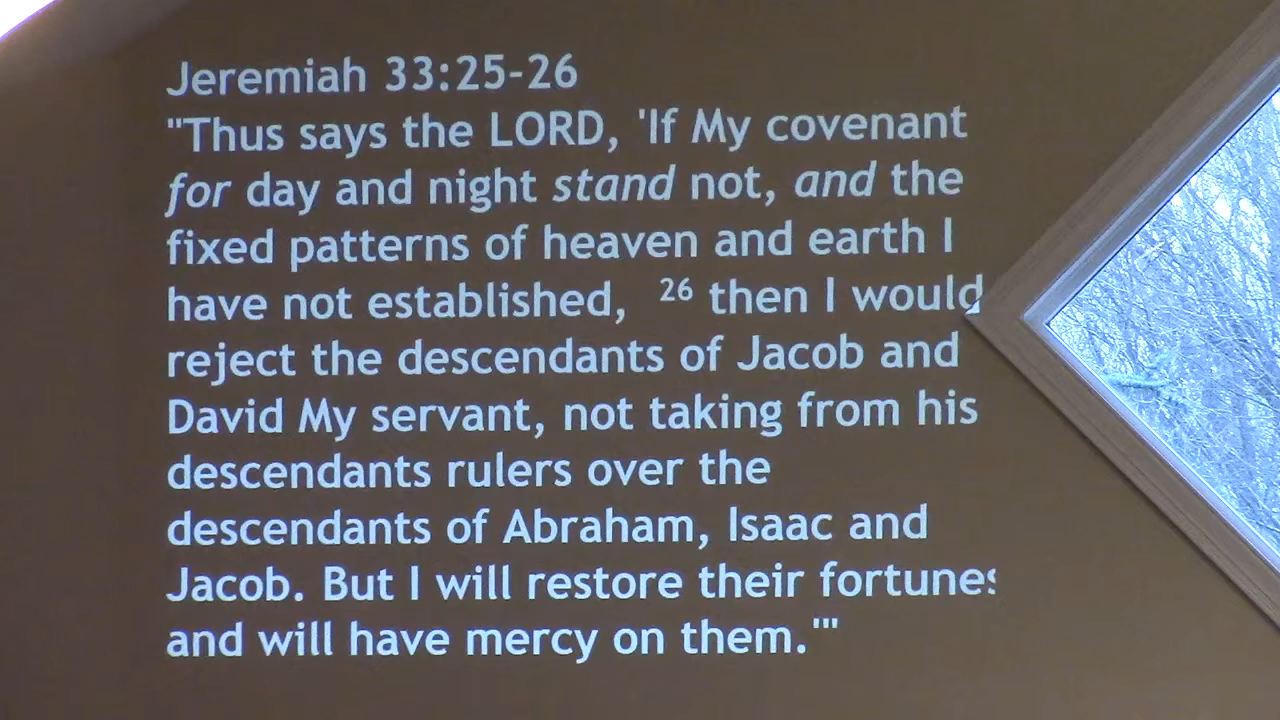 Jeremiah 33:25-26
"Thus says the LORD, 'If My covenant
for day and night stand not, and the
fixed patterns of heaven and earth I
have not established, 26 then I would
reject the descendants of Jacob and
David My servant, not taking from his
descendants rulers over the
descendants of Abraham, Isaac and
Jacob. But I will restore their fortunes
and will have mercy on them.'"